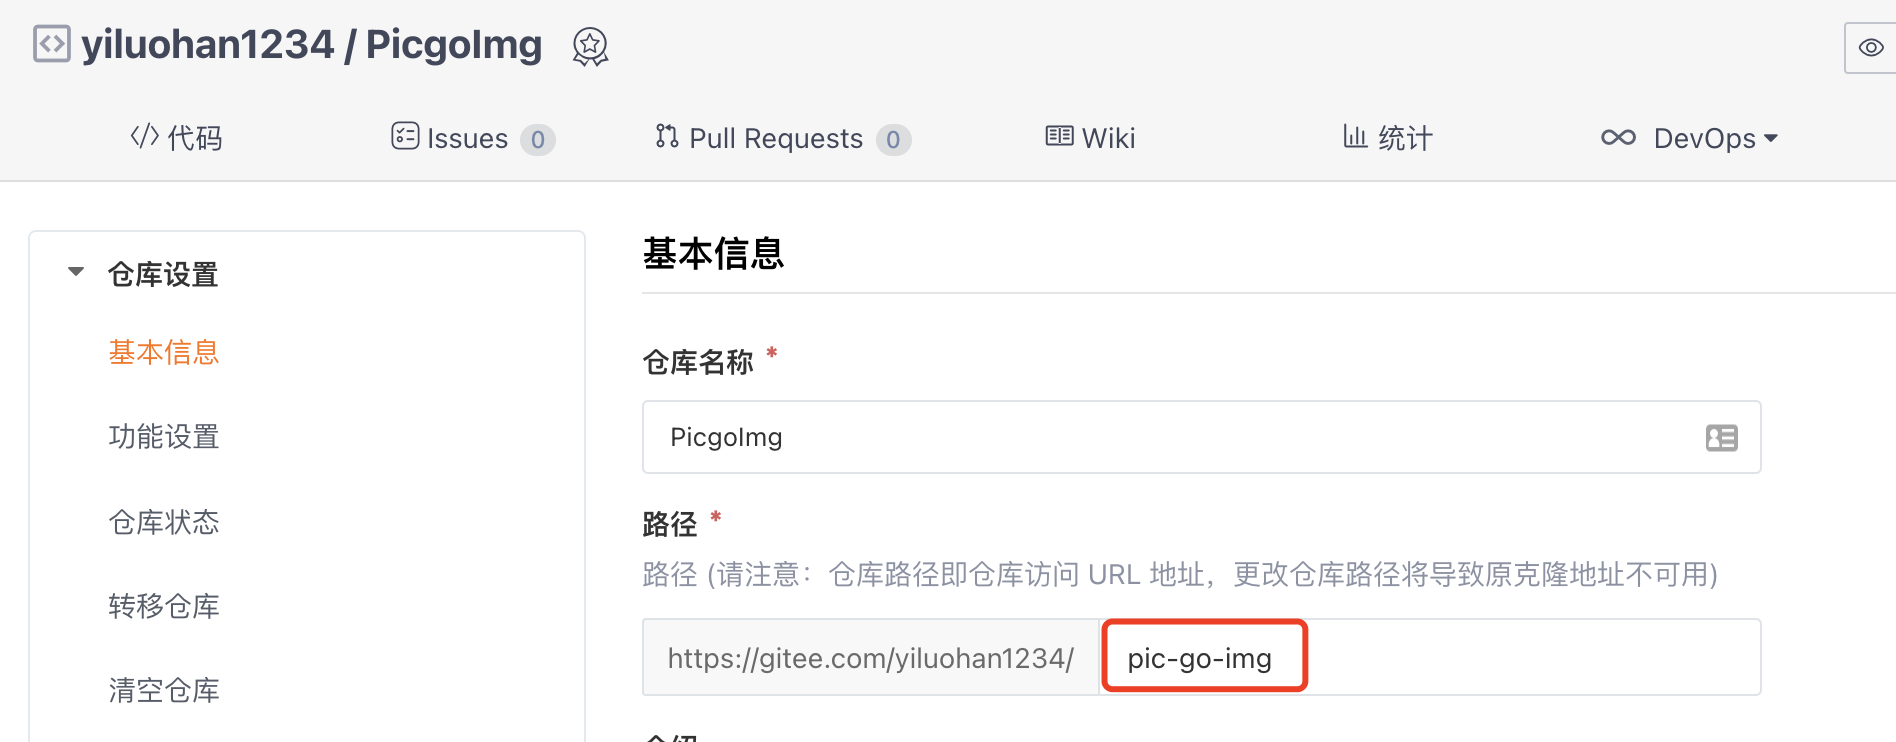 yiluohan1234 / PicgoImg
代码 Issues 0 Pull Requests 0 Wiki 统计 DevOps
仓库设置
基本信息
功能设置
仓库状态
转移仓库
清空仓库
基本信息
仓库名称 *
PicgoImg
路径 *
路径 (请注意：仓库路径即仓库访问 URL 地址，更改仓库路径将导致原克隆地址不可用)
https://gitee.com/yiluohan1234/ pic-go-img